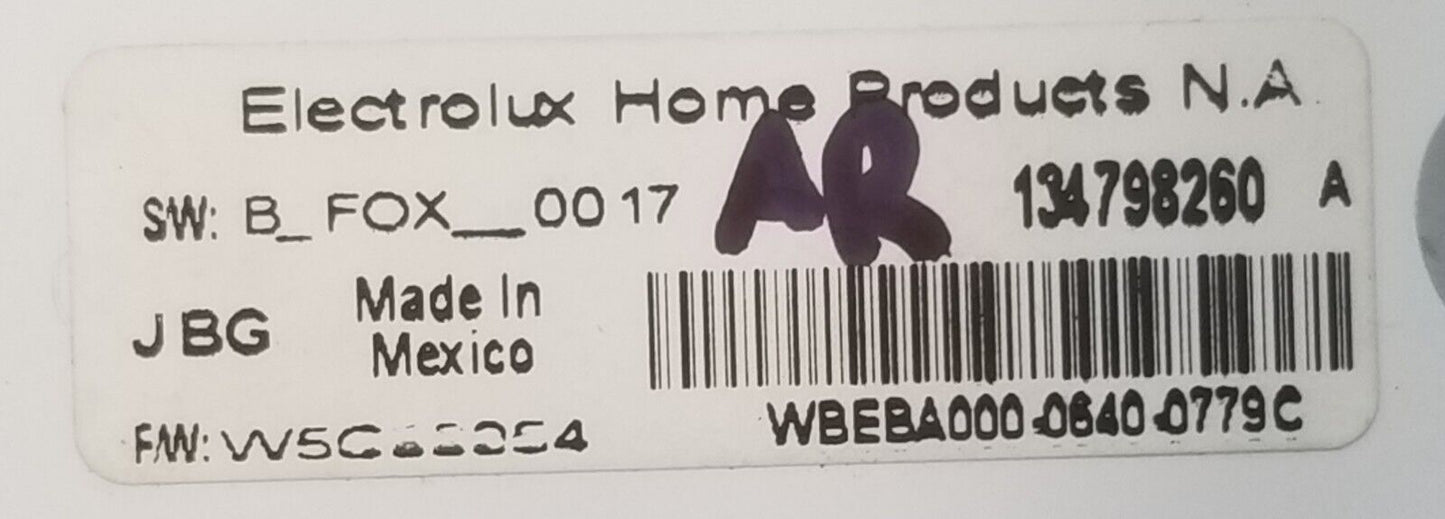 Electrolux Home Products N.A.
AR
SW: B_FOX__0017
134798260 A
JBG
Made In
Mexico
WBEBA000-0640-0779C
F/W: